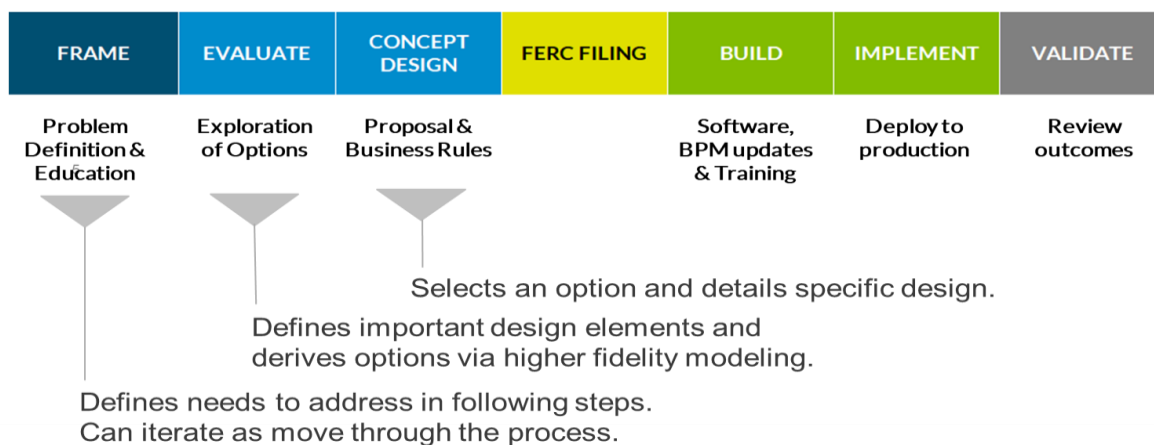 FRAME
EVALUATE
CONCEPT
DESIGN
FERC FILING
BUILD
IMPLEMENT
VALIDATE
Problem
Definition &
Education
5
Exploration
of Options
Proposal &
Business Rules
Software,
BPM updates
& Training
Deploy to
production
Review
outcomes
Selects an option and details specific design.
Defines important design elements and
derives options via higher fidelity modeling.
Defines needs to address in following steps.
Can iterate as move through the process.